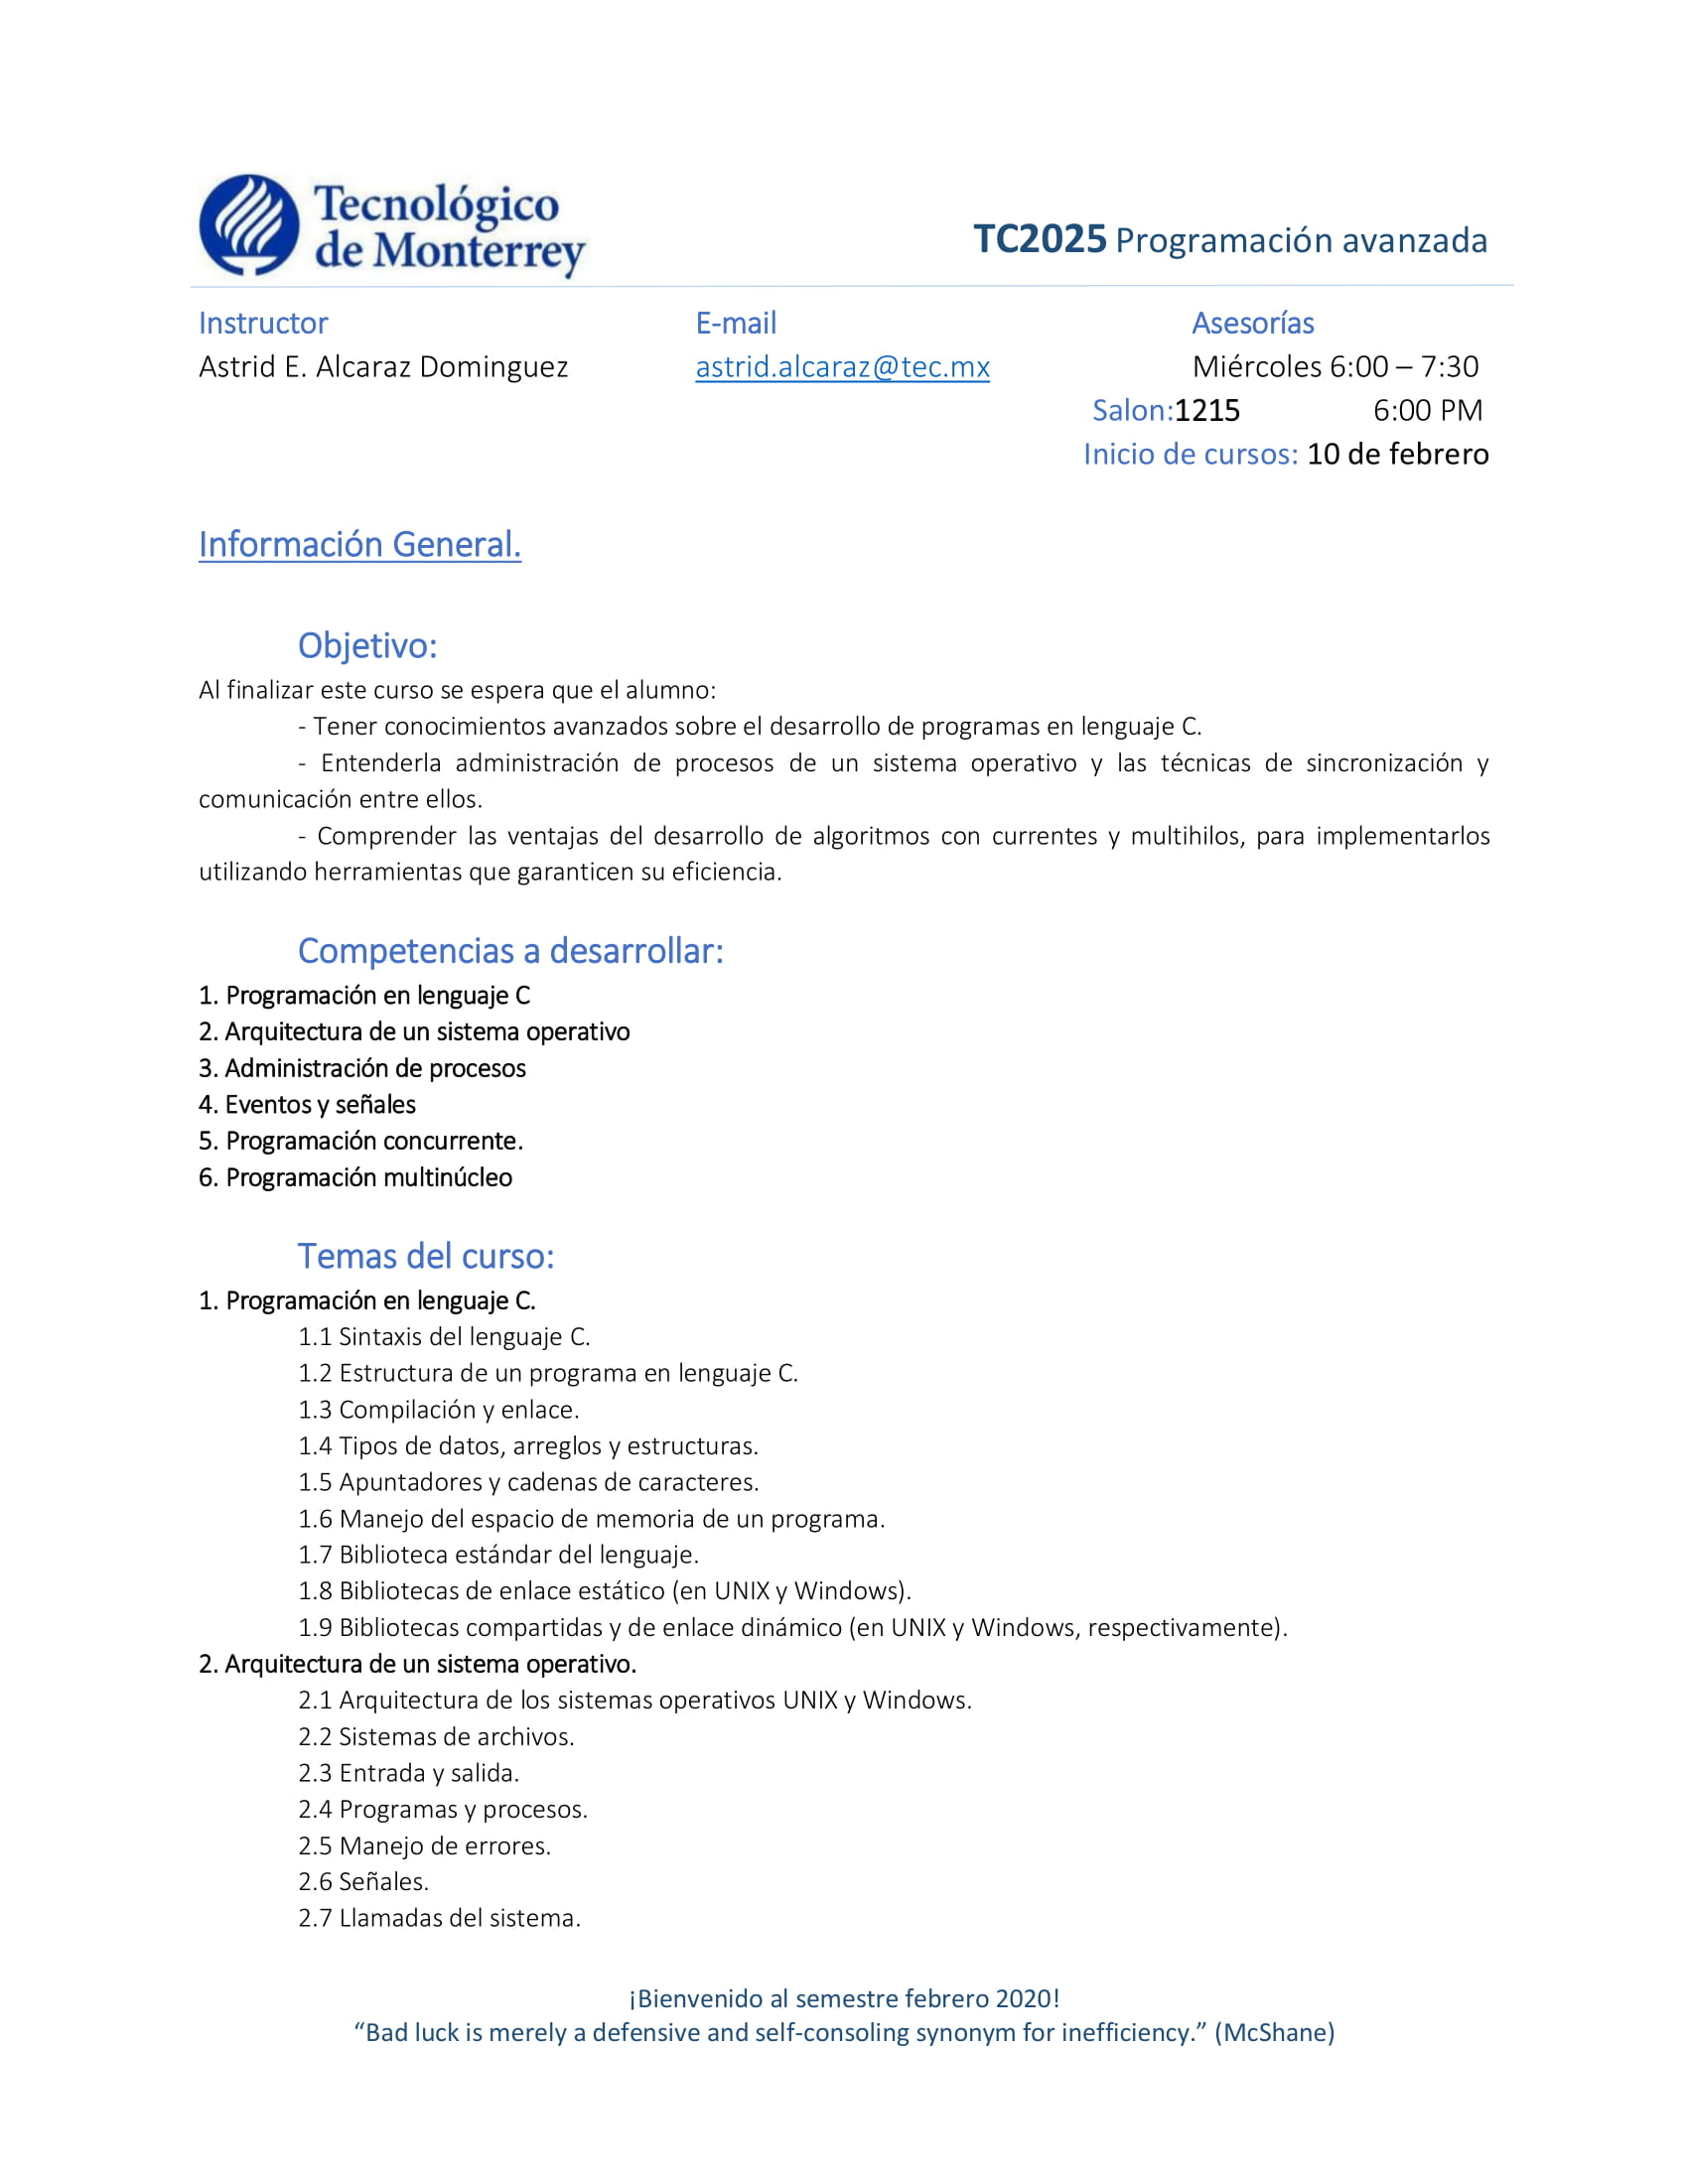 Tecnológico
de Monterrey
TC2025 Programación avanzada
Instructor E-mail Asesorías
Astrid E. Alcaraz Dominguez astrid.alcaraz@tec.mx Miércoles 6:00 – 7:30
Salon:1215 6:00 PM
Inicio de cursos: 10 de febrero
Información General.
Objetivo:
Al finalizar este curso se espera que el alumno:
- Tener conocimientos avanzados sobre el desarrollo de programas en lenguaje C.
- Entenderla administración de procesos de un sistema operativo y las técnicas de sincronización y
comunicación entre ellos.
- Comprender las ventajas del desarrollo de algoritmos con currentes y multihilos, para implementarlos
utilizando herramientas que garanticen su eficiencia.
Competencias a desarrollar:
1. Programación en lenguaje C
2. Arquitectura de un sistema operativo
3. Administración de procesos
4. Eventos y señales
5. Programación concurrente.
6. Programación multinúcleo
Temas del curso:
1. Programación en lenguaje C.
1.1 Sintaxis del lenguaje C.
1.2 Estructura de un programa en lenguaje C.
1.3 Compilación y enlace.
1.4 Tipos de datos, arreglos y estructuras.
1.5 Apuntadores y cadenas de caracteres.
1.6 Manejo del espacio de memoria de un programa.
1.7 Biblioteca estándar del lenguaje.
1.8 Bibliotecas de enlace estático (en UNIX y Windows).
1.9 Bibliotecas compartidas y de enlace dinámico (en UNIX y Windows, respectivamente).
2. Arquitectura de un sistema operativo.
2.1 Arquitectura de los sistemas operativos UNIX y Windows.
2.2 Sistemas de archivos.
2.3 Entrada y salida.
2.4 Programas y procesos.
2.5 Manejo de errores.
2.6 Señales.
2.7 Llamadas del sistema.
¡Bienvenido al semestre febrero 2020!
“Bad luck is merely a defensive and self-consoling synonym for inefficiency.” (McShane)